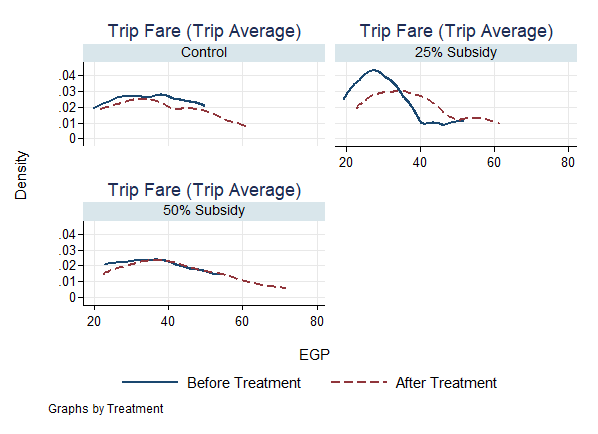 Trip Fare (Trip Average)
Control
.04
.03
.02
.01
0
Trip Fare (Trip Average)
25% Subsidy
20 40 60 80
Density
Trip Fare (Trip Average)
50% Subsidy
.04
.03
.02
.01
0
20 40 60 80
EGP
Before Treatment After Treatment
Graphs by Treatment